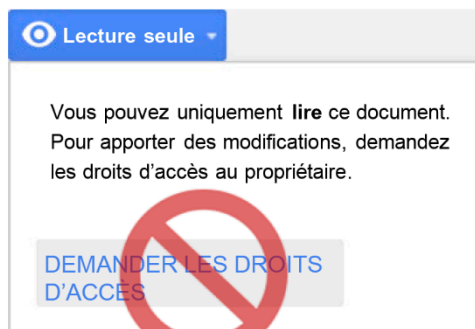 Lecture seule
Vous pouvez uniquement lire ce document.
Pour apporter des modifications, demandez
les droits d’accès au propriétaire.
DEMANDER LES DROITS
D’ACCÈS